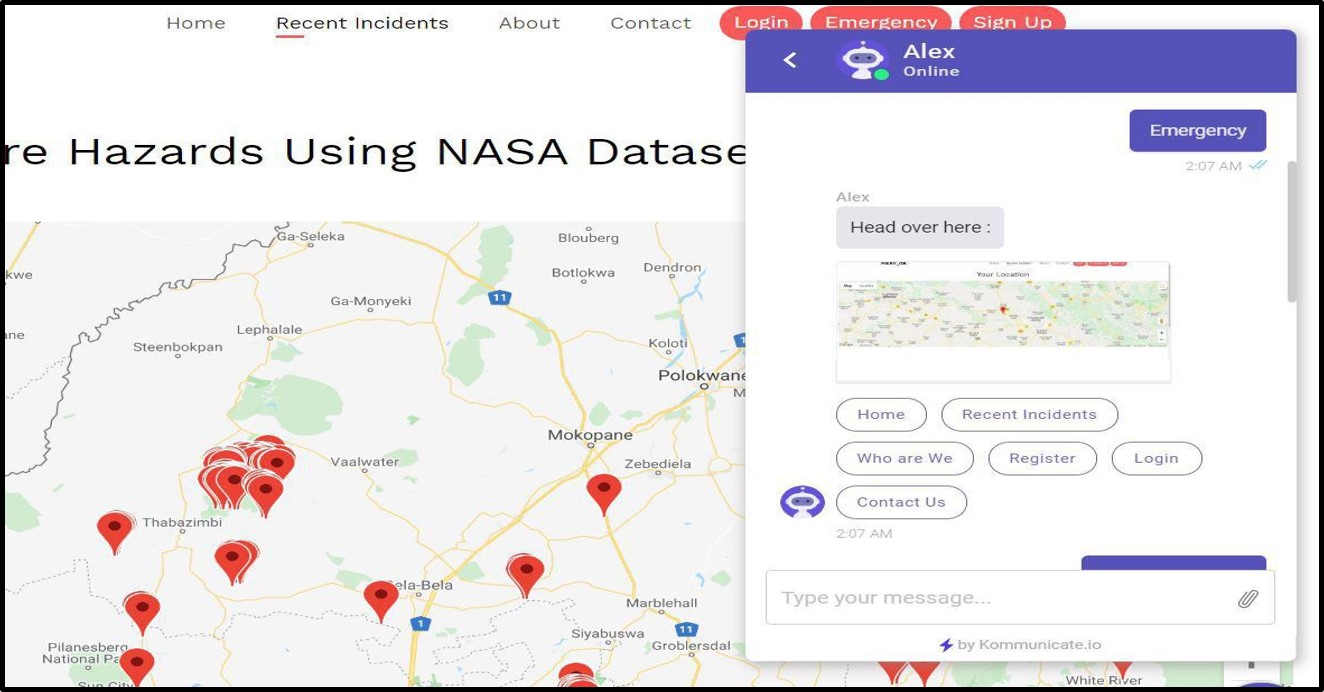 Home Recent Incidents About Contact Login Emergency Sign Up
re Hazards Using NASA Datase
Ga-Seleka
Blouberg
kwe
Botlokwa
Dendron
Ga-Monyeki
11
Lephalale
Steenbokpan
Koloti
Polokwane
Mokopane
Vaalwater
Zebediela
Thabazimbi
ela-Bela
1
Marblehall
11
Siyabuswa
Groblersdal
Pilanesberg
National Pa
Sun City
White River
Alex
Online
Emergency
2:07 AM
Alex
Head over here :
Your Location
Home
Recent Incidents
Who are We
Register
Login
Contact Us
2:07 AM
Type your message...
by Kommunicate.io